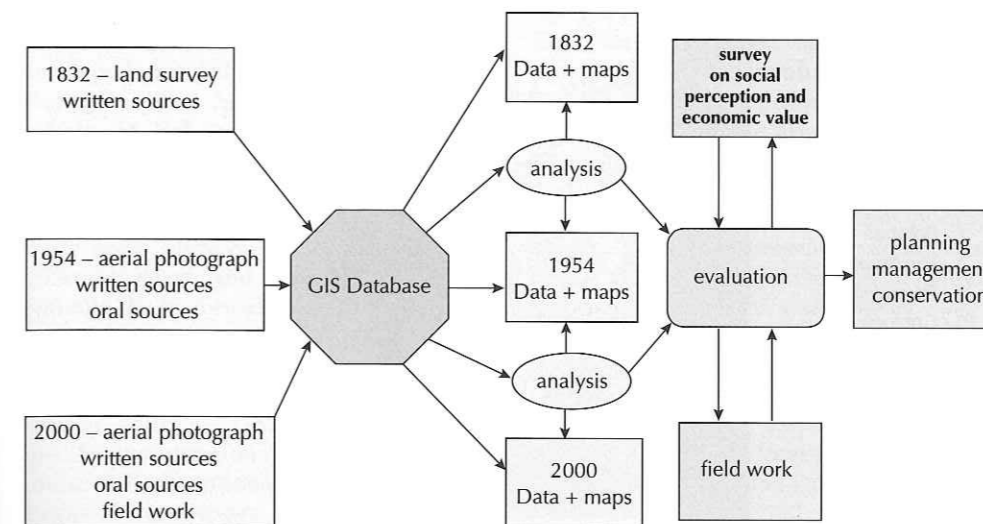 1832 – land survey
written sources
1954 – aerial photograph
written sources
oral sources
2000 – aerial photograph
written sources
oral sources
field work
GIS Database
1832
Data + maps
analysis
1954
Data + maps
analysis
2000
Data + maps
survey
on social
perception and
economic value
evaluation
field work
planning
management
conservation